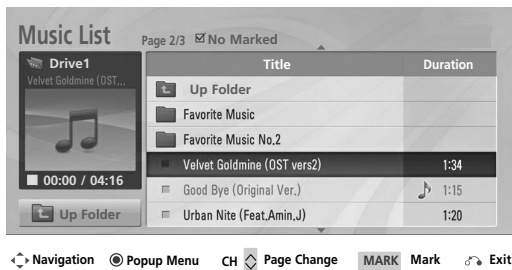 Music List
Page 2/3 No Marked
Drive1
Velvet Goldmine (OST...
00:00 / 04:16
Up Folder
Title Duration
Up Folder
Favorite Music
Favorite Music No.2
Velvet Goldmine (OST vers2) 1:34
Good Bye (Original Ver.) 1:15
Urban Nite (Feat.Amin.J) 1:20
Navigation Popup Menu CH Page Change MARK Mark Exit